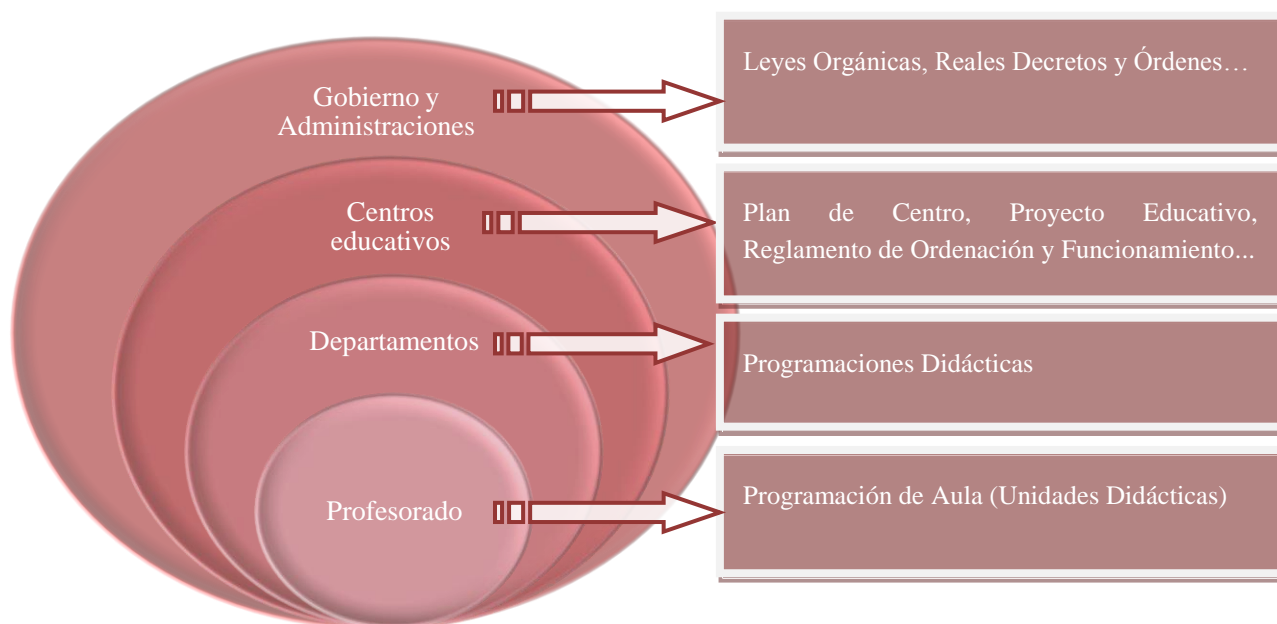 Gobierno y
Administraciones
Leyes Orgánicas, Reales Decretos y Órdenes…
Centros
educativos
Plan de Centro, Proyecto Educativo,
Reglamento de Ordenación y Funcionamiento...
Departamentos
Programaciones Didácticas
Profesorado
Programación de Aula (Unidades Didácticas)